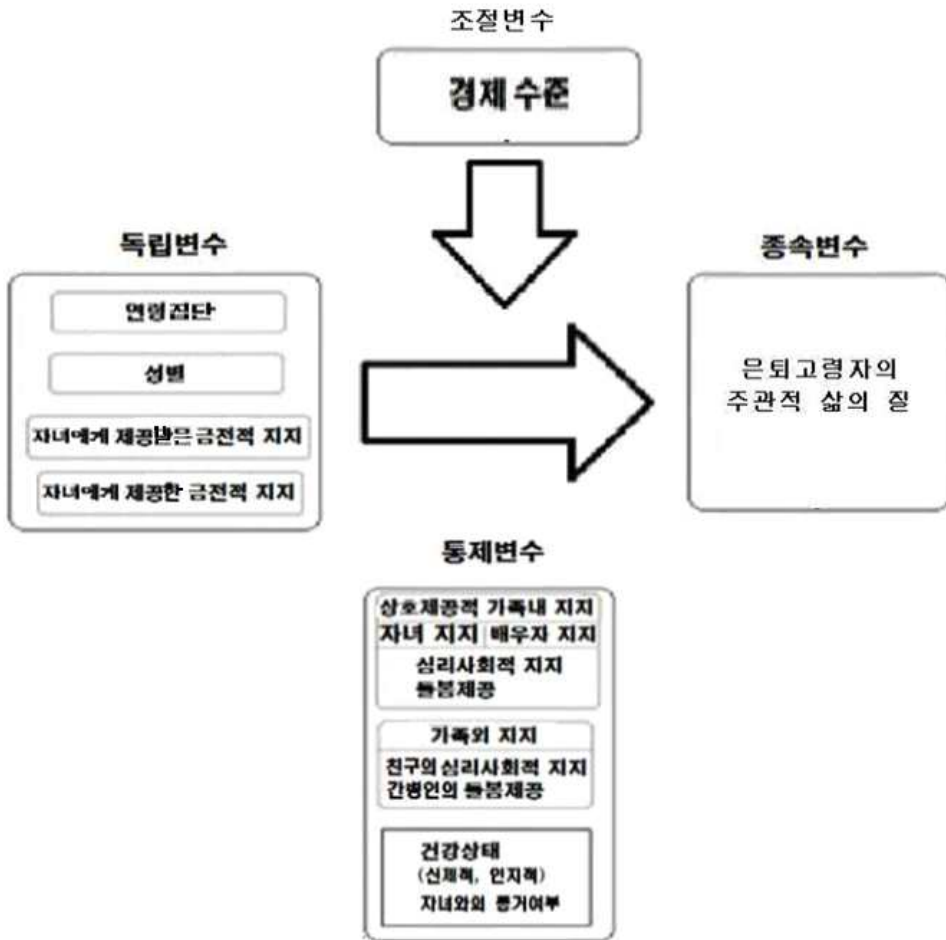 조절변수
경제 수준
독립변수
연령집단
성별
자녀에게 제공받은 금전적 지지
자녀에게 제공한 금전적 지지
종속변수
은퇴고령자의
주관적 삶의 질
통제변수
상호제공적 가족내 지지
자녀 지지 배우자 지지
심리사회적 지지
돌봄제공
가족외 지지
친구의 심리사회적 지지
간병인의 돌봄제공
건강상태
(신체적, 인지적)
자녀와의 동거여부